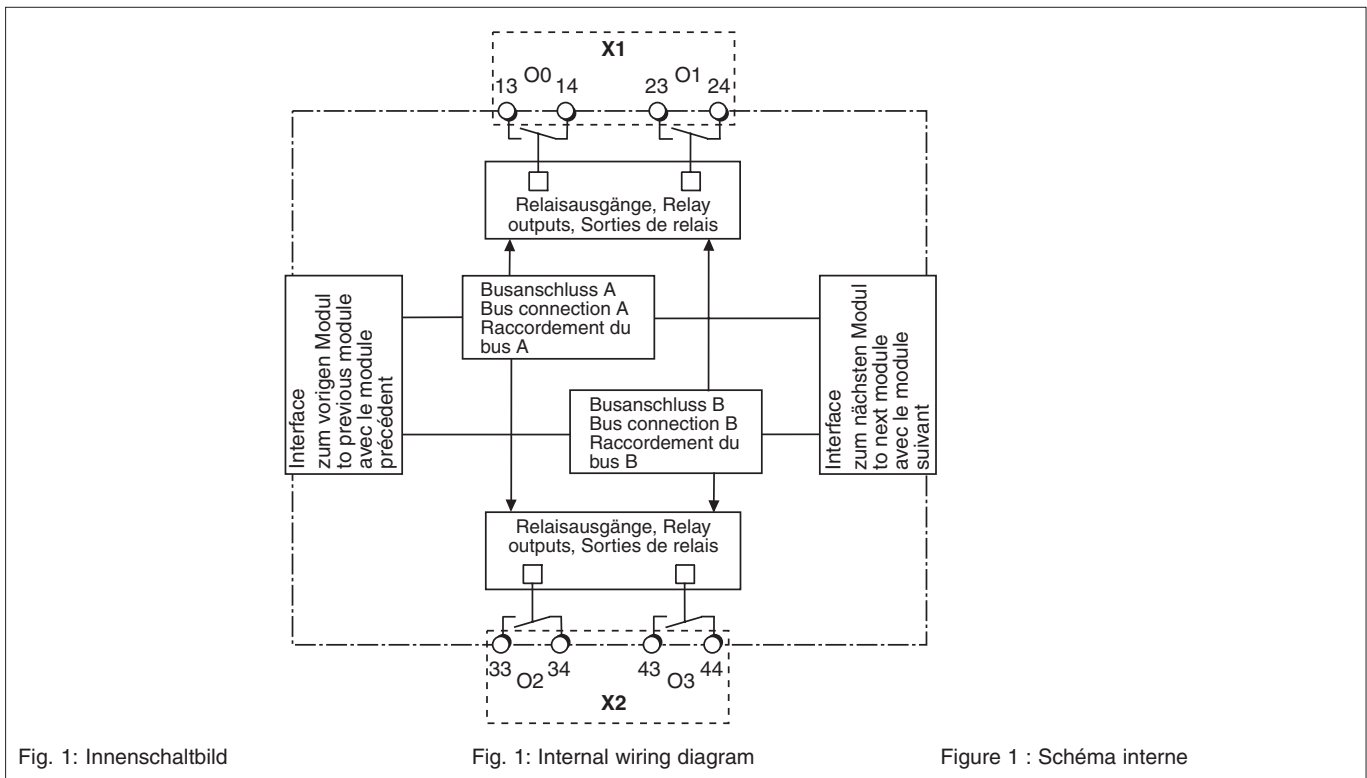 X1
O0 O1
13 14 23 24
Relaisausgänge, Relay
outputs, Sorties de relais
Interface
zum vorigen Modul
to previous module
avec le module
précédent
Busanschluss A
Bus connection A
Raccordement du
bus A
Busanschluss B
Bus connection B
Raccordement du
bus B
Interface
zum nächsten Modul
to next module
avec le module
suivant
Relaisausgänge, Relay
outputs, Sorties de relais
33 34 43 44
O2 O3
X2
Fig. 1: Innenschaltbild
Fig. 1: Internal wiring diagram
Figure 1 : Schéma interne